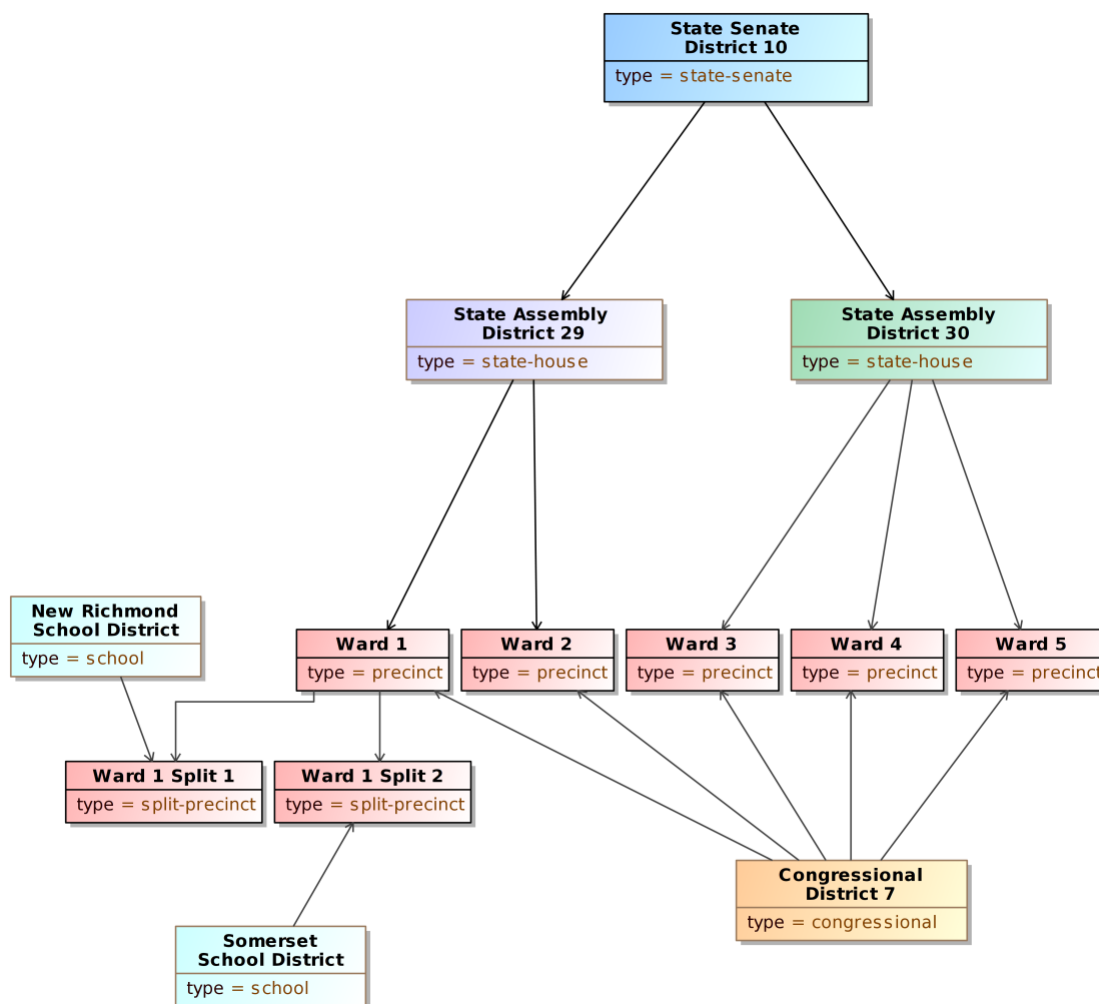 State Senate
District 10
type = state-senate
State Assembly
District 29
type = state-house
State Assembly
District 30
type = state-house
New Richmond
School District
type = school
Ward 1
type = precinct
Ward 2
type = precinct
Ward 3
type = precinct
Ward 4
type = precinct
Ward 5
type = precinct
Ward 1 Split 1
type = split-precinct
Ward 1 Split 2
type = split-precinct
Congressional
District 7
type = congressional
Somerset
School District
type = school